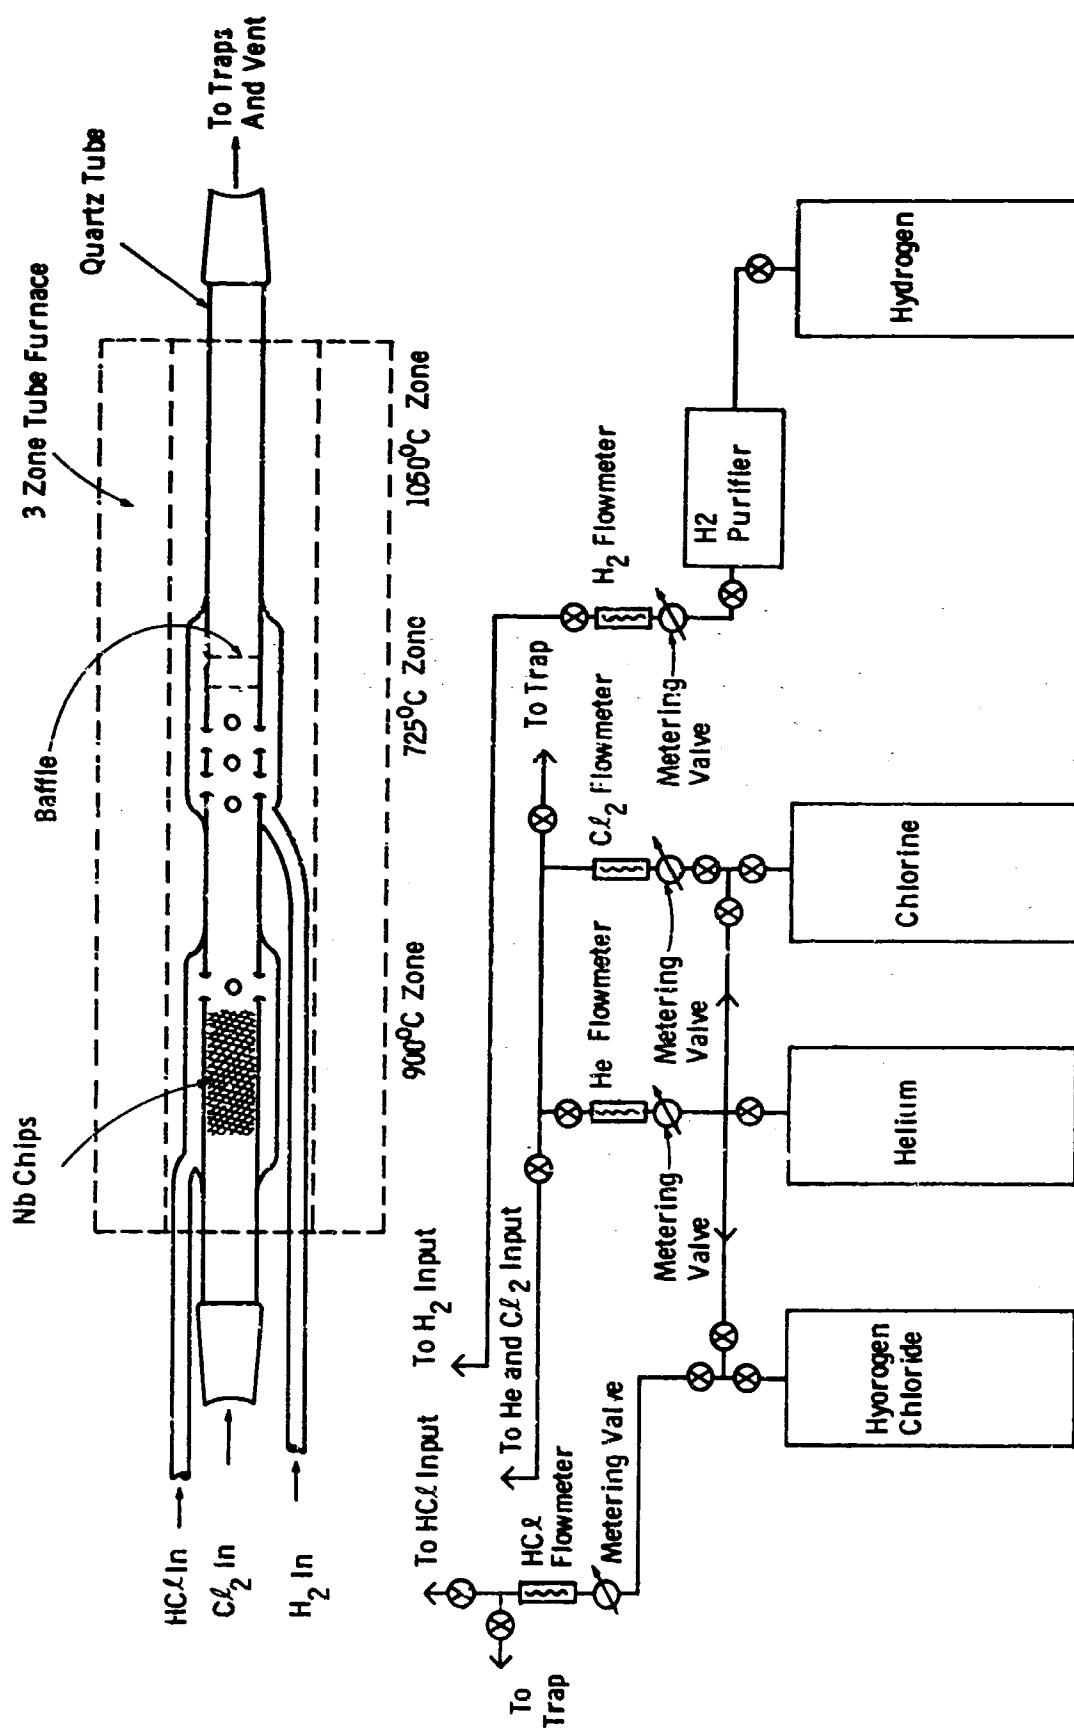 3 Zone Tube Furnace
Quartz Tube
To Traps
And Vent
Baffle
Nb Chips
HCl In
Cl2 In
H2 In
900°C Zone
725°C Zone
1050°C Zone
To HCl Input
To H2 Input
To He and Cl2 Input
To Trap
To
Trap
HCl
Flowmeter
Metering Valve
He Flowmeter
Metering
Valve
Cl2 Flowmeter
Metering
Valve
H2 Flowmeter
Metering
Valve
H2
Purifier
Hyorogen
Chloride
Helium
Chlorine
Hydrogen